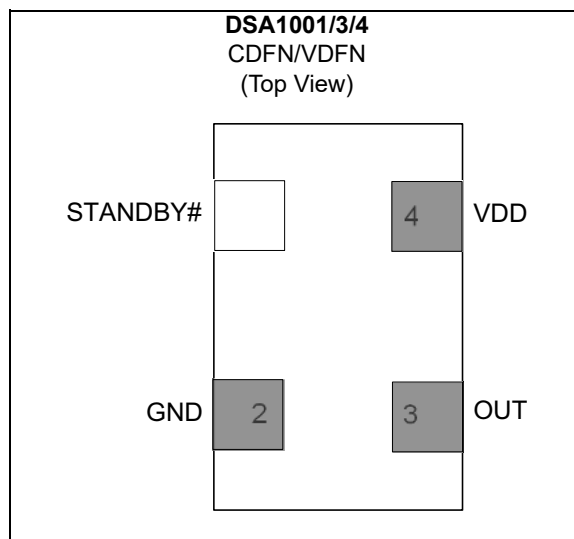 DSA1001/3/4
CDFN/VDFN
(Top View)
STANDBY# 4 VDD
GND 2 3 OUT